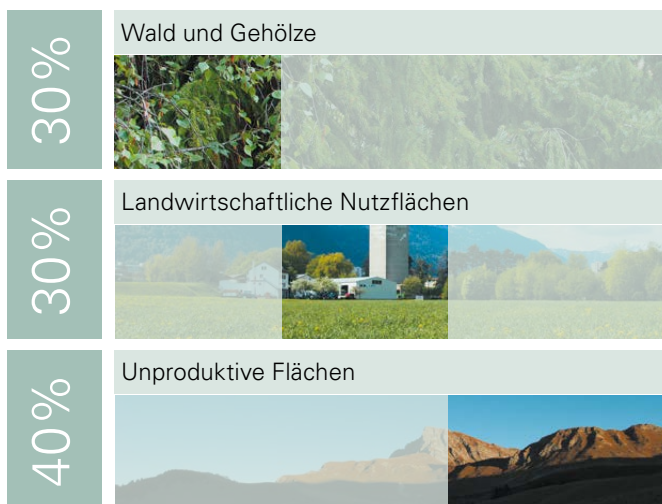 30%
Wald und Gehölze
30%
Landwirtschaftliche Nutzflächen
40%
Unproduktive Flächen